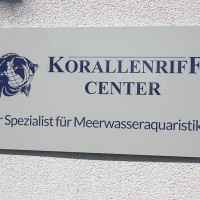 KORALLENRIFF
CENTER
r Spezialist für Meerwasseraquaristik